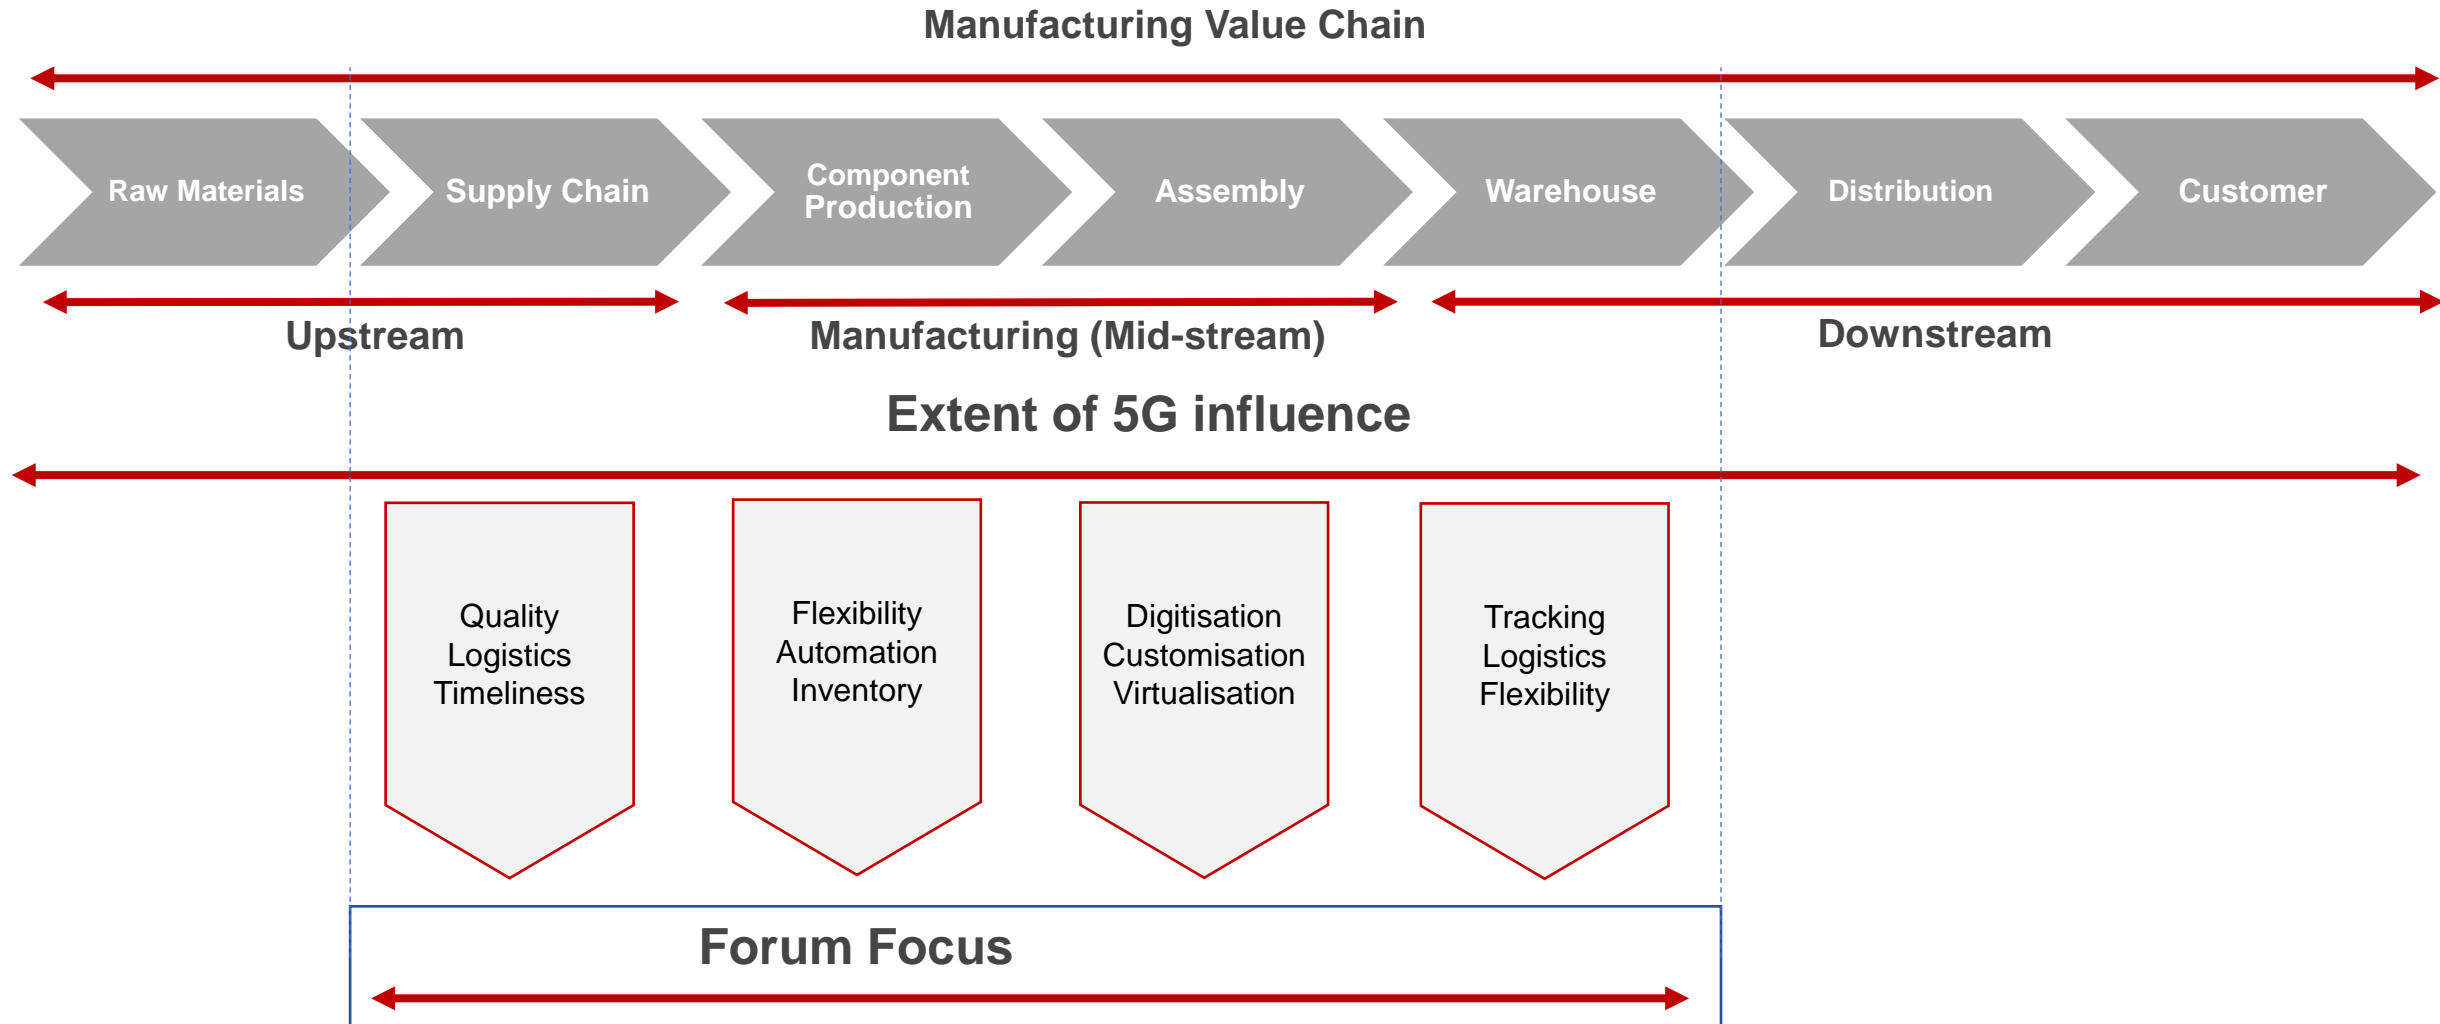 Manufacturing Value Chain
Raw Materials
Supply Chain
Component
Production
Assembly
Warehouse
Distribution
Customer
Upstream
Manufacturing (Mid-stream)
Downstream
Extent of 5G influence
Quality
Logistics
Timeliness
Flexibility
Automation
Inventory
Digitisation
Customisation
Virtualisation
Tracking
Logistics
Flexibility
Forum Focus